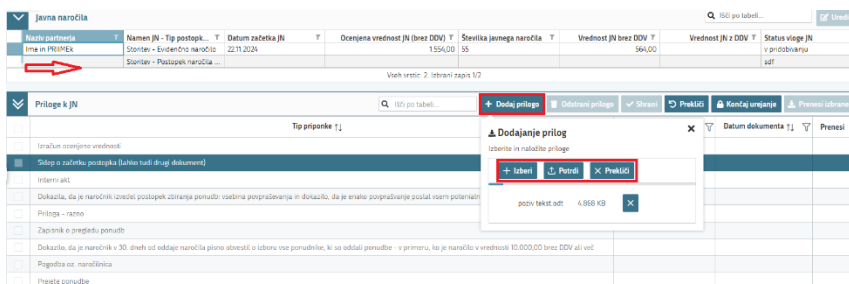 Javna naročila
Išči po tabeli...
Uredi
Naziv partnerja
Namen JN - Tip postopk...
Datum začetka JN
Ocenjena vrednost JN (brez DDV)
Številka javnega naročila
Vrednost JN brez DDV
Vrednost JN z DDV
Status vloge JN
Ime in PRIIMEk
Storitev - Evidenčno naročilo
22.11.2024
1.554,00
55
564,00
v pridobivanju
Storitev - Postopek naročila ...
sdf
Vseh vrstic: 2. Izbrani zapis 1/2
Priloge k JN
Išči po tabeli...
+ Dodaj prilogo
Odstrani prilogo
Shrani
Prekliči
Končaj urejanje
Prenesi izbrane
Tip priponke
Datum dokumenta
Prenesi
Dodajanje prilog
Izberite in naložite priloge
+ Izberi
Potrdi
Prekliči
poziv tekst.odt
4.868 KB
Izračun ocenjene vrednosti
Sklep o začetku postopka (lahko tudi drugi dokument)
Interni akt
Dokazila, da je naročnik izvedel postopek zbiranja ponudb: vsebina povpraševanja in dokazilo, da je enako povpraševanje poslal vsem potencialn
Priloga - razno
Zapisnik o pregledu ponudb
Dokazilo, da je naročnik v 30. dneh od oddaje naročila pisno obvestil o izboru vse ponudnike, ki so oddali ponudbe - v primeru, ko je naročilo v vrednosti 10.000,00 brez DDV ali več
Pogodba oz. naročilnica
Prejete ponudbe